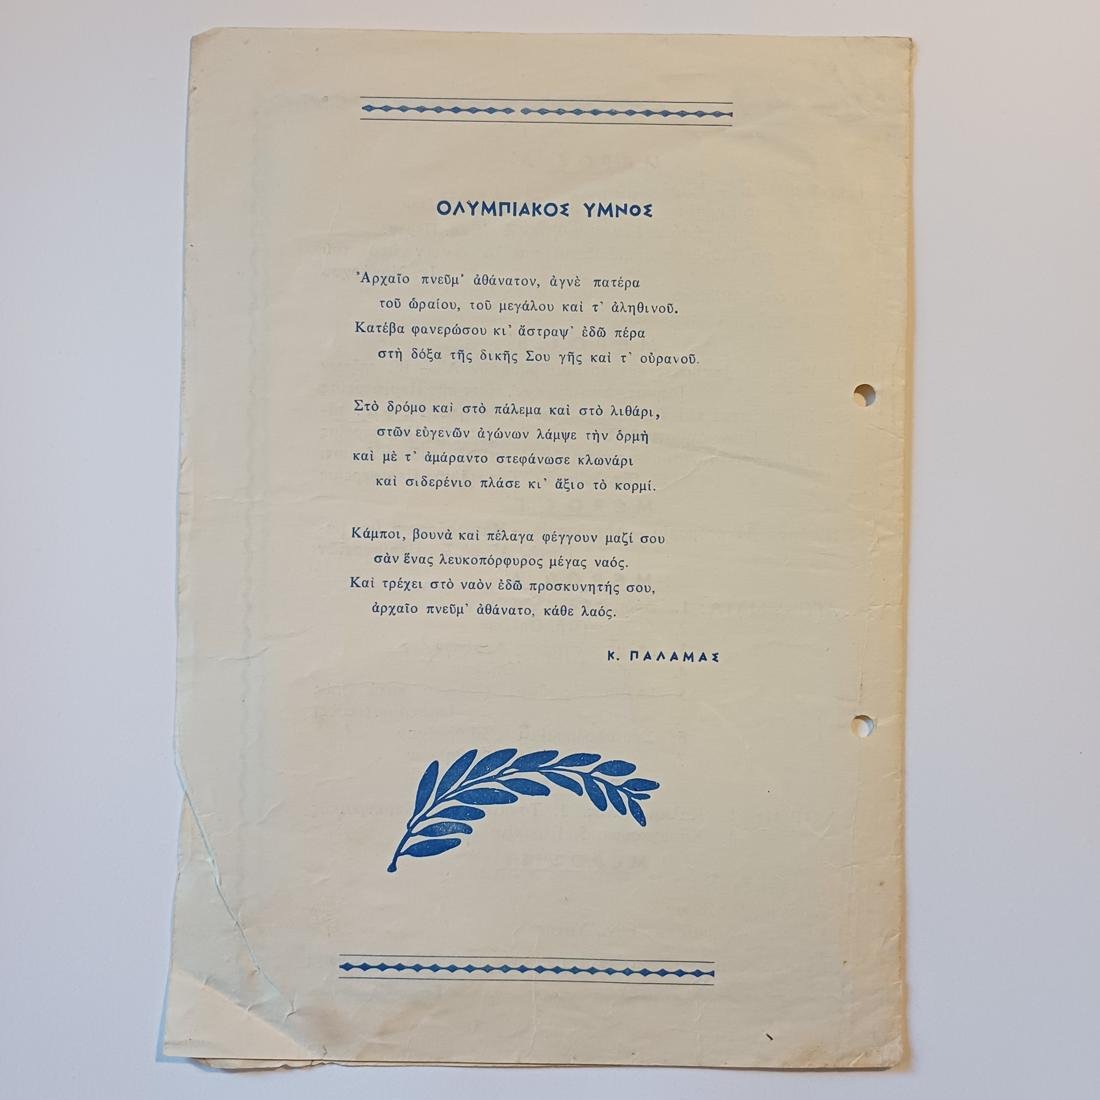 ΟΛΥΜΠΙΑΚΟΣ ΥΜΝΟΣ
Ἀρχαῖο πνεῦμ' ἀθάνατον, ἁγνὲ πατέρα
τοῦ ὡραίου, τοῦ μεγάλου καὶ τ' ἀληθινοῦ.
Κατέβα φανερώσου κι' ἄστραψ' ἐδῶ πέρα
στὴ δόξα τῆς δικῆς Σου γῆς καὶ τ' οὐρανοῦ.
Στὸ δρόμο καὶ στὸ πάλεμα καὶ στὸ λιθάρι,
στῶν εὐγενῶν ἀγώνων λάμψε τὴν ὁρμὴ
καὶ μὲ τ' ἀμάραντο στεφάνωσε κλωνάρι
καὶ σιδερένιο πλάσε κι' ἄξιο τὸ κορμί.
Κάμποι, βουνὰ καὶ πέλαγα φέγγουν μαζί σου
σὰν ἕνας λευκοπόρφυρος μέγας ναός.
Καὶ τρέχει στὸ ναὸν ἐδῶ προσκυνητής σου,
ἀρχαῖο πνεῦμ' ἀθάνατο, κάθε λαός.
Κ. ΠΑΛΑΜΑΣ